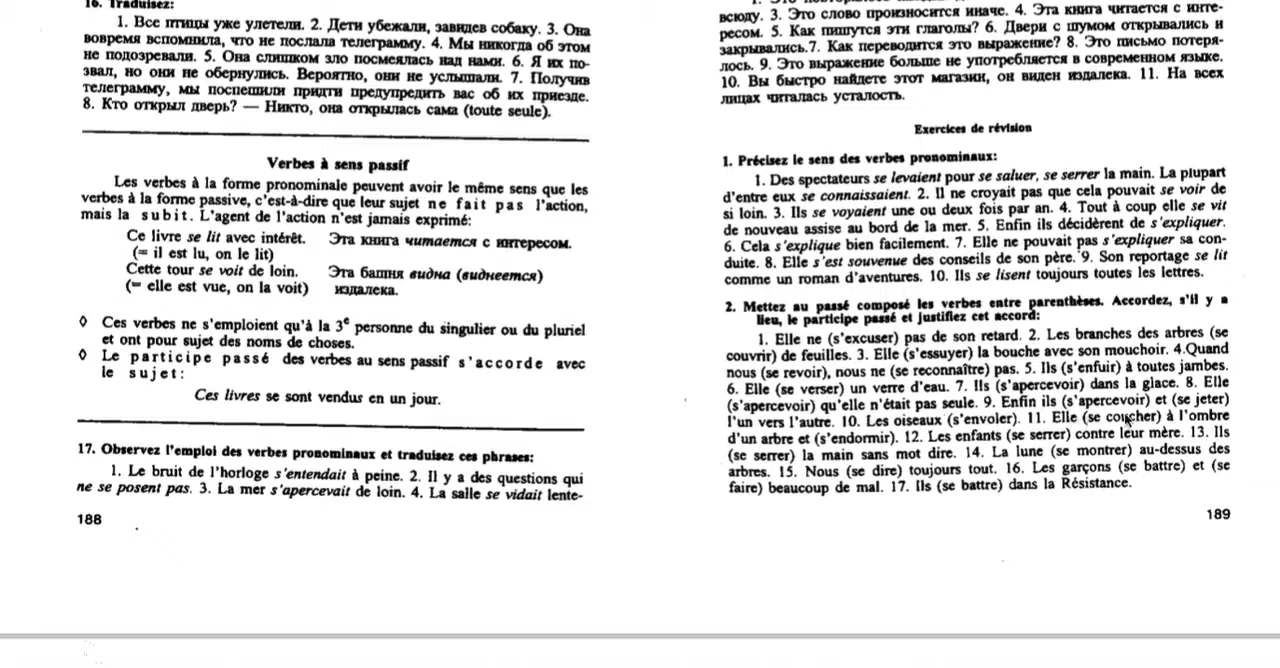 16. Traduisez:
1. Все птицы уже улетели. 2. Дети убежали, завидев собаку. 3. Она
вовремя вспомнила, что не послала телеграмму. 4. Мы никогда об этом
не подозревали. 5. Она слишком зло посмеялась над нами. 6. Я их по-
звал, но они не обернулись. Вероятно, они не услышали. 7. Получив
телеграмму, мы поспешили придти предупредить вас об их приезде.
8. Кто открыл дверь? — Никто, она открылась сама (toute seule).
Verbes à sens passif
Les verbes à la forme pronominale peuvent avoir le même sens que les
verbes à la forme passive, c'est-à-dire que leur sujet ne fait pas l'action,
mais la subit. L'agent de l'action n'est jamais exprimé:
Ce livre se lit avec intérêt. Эта книга читается с интересом.
(= il est lu, on le lit)
Cette tour se voit de loin. Эта башня видна (виднеется)
(= elle est vue, on la voit) издалека.
◊ Ces verbes ne s'emploient qu'à la 3e personne du singulier ou du pluriel
et ont pour sujet des noms de choses.
◊ Le participe passé des verbes au sens passif s'accorde avec
le sujet:
Ces livres se sont vendus en un jour.
17. Observez l'emploi des verbes pronominaux et traduisez ces phrases:
1. Le bruit de l'horloge s'entendait à peine. 2. Il y a des questions qui
ne se posent pas. 3. La mer s'apercevait de loin. 4. La salle se vidait lente-
188
всюду. 3. Это слово произносится иначе. 4. Эта книга читается с инте-
ресом. 5. Как пишутся эти глаголы? 6. Двери с шумом открывались и
закрывались.7. Как переводится это выражение? 8. Это письмо потеря-
лось. 9. Это выражение больше не употребляется в современном языке.
10. Вы быстро найдете этот магазин, он виден издалека. 11. На всех
лицах читалась усталость.
Exercices de révision
1. Précisez le sens des verbes pronominaux:
1. Des spectateurs se levaient pour se saluer, se serrer la main. La plupart
d'entre eux se connaissaient. 2. Il ne croyait pas que cela pouvait se voir de
si loin. 3. Ils se voyaient une ou deux fois par an. 4. Tout à coup elle se vit
de nouveau assise au bord de la mer. 5. Enfin ils décidèrent de s'expliquer.
6. Cela s'explique bien facilement. 7. Elle ne pouvait pas s'expliquer sa con-
duite. 8. Elle s'est souvenue des conseils de son père. 9. Son reportage se lit
comme un roman d'aventures. 10. Ils se lisent toujours toutes les lettres.
2. Mettez au passé composé les verbes entre parenthèses. Accordez, s'il y a
lieu, le participe passé et justifiez cet accord:
1. Elle ne (s'excuser) pas de son retard. 2. Les branches des arbres (se
couvrir) de feuilles. 3. Elle (s'essuyer) la bouche avec son mouchoir. 4.Quand
nous (se revoir), nous ne (se reconnaître) pas. 5. Ils (s'enfuir) à toutes jambes.
6. Elle (se verser) un verre d'eau. 7. Ils (s'apercevoir) dans la glace. 8. Elle
(s'apercevoir) qu'elle n'était pas seule. 9. Enfin ils (s'apercevoir) et (se jeter)
l'un vers l'autre. 10. Les oiseaux (s'envoler). 11. Elle (se coucher) à l'ombre
d'un arbre et (s'endormir). 12. Les enfants (se serrer) contre leur mère. 13. Ils
(se serrer) la main sans mot dire. 14. La lune (se montrer) au-dessus des
arbres. 15. Nous (se dire) toujours tout. 16. Les garçons (se battre) et (se
faire) beaucoup de mal. 17. Ils (se battre) dans la Résistance.
189